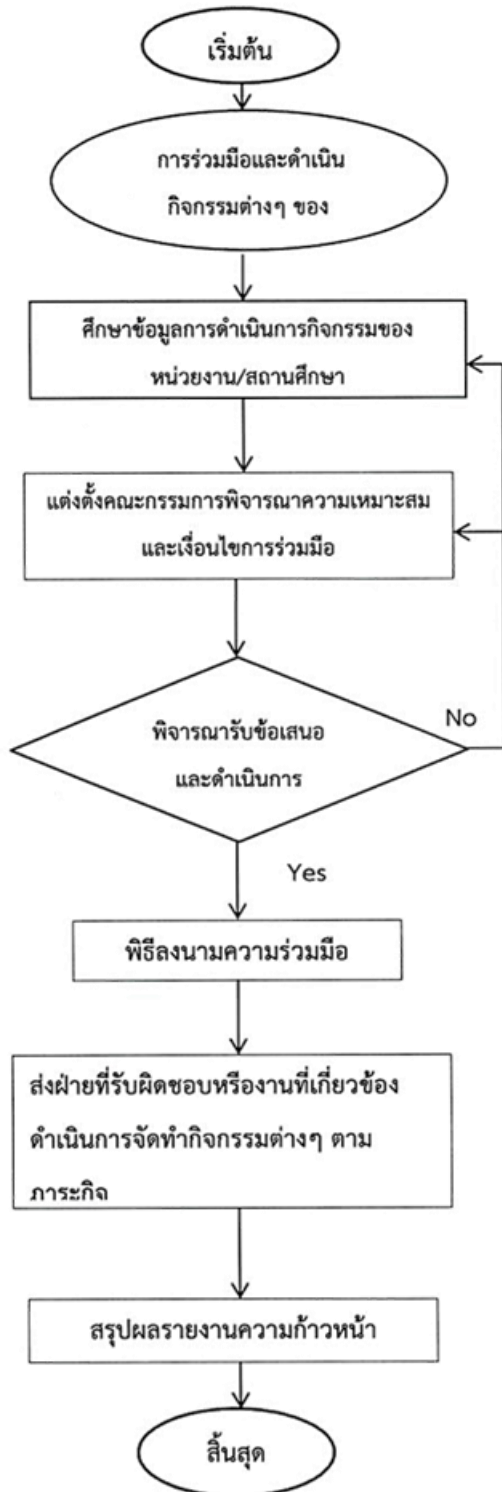 เริ่มต้น
การร่วมมือและดำเนิน
กิจกรรมต่างๆ ของ
ศึกษาข้อมูลการดำเนินการกิจกรรมของ
หน่วยงาน/สถานศึกษา
แต่งตั้งคณะกรรมการพิจารณาความเหมาะสม
และเงื่อนไขการร่วมมือ
พิจารณารับข้อเสนอ
และดำเนินการ
No
Yes
พิธีลงนามความร่วมมือ
ส่งฝ่ายที่รับผิดชอบหรืองานที่เกี่ยวข้อง
ดำเนินการจัดทำกิจกรรมต่างๆ ตาม
ภาระกิจ
สรุปผลรายงานความก้าวหน้า
สิ้นสุด